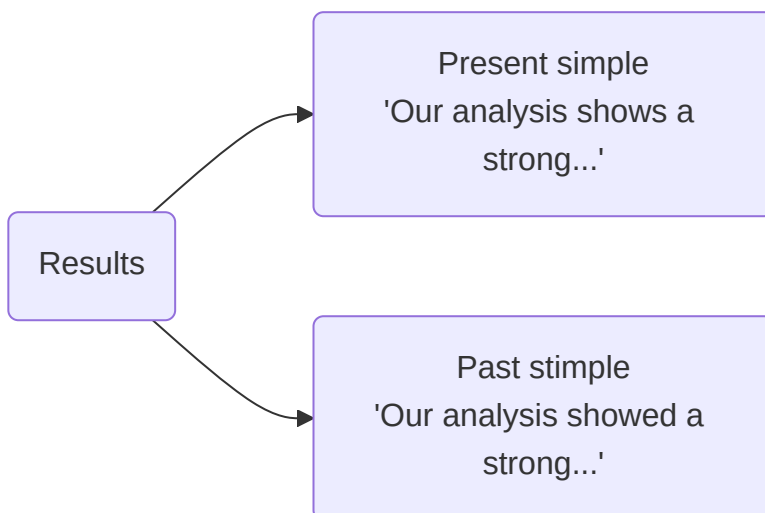 Present simple
'Our analysis shows a
strong...'
Results
Past stimple
'Our analysis showed a
strong...'